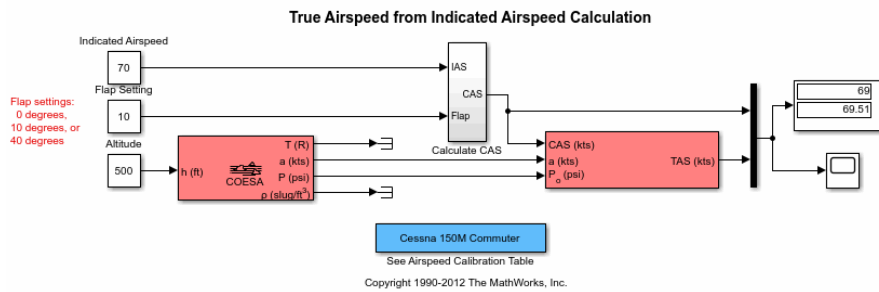 True Airspeed from Indicated Airspeed Calculation
Indicated Airspeed
70
Flap Setting
10
Flap settings:
0 degrees,
10 degrees, or
40 degrees
Altitude
500
h (ft)
COESA
T (R)
a (kts)
P (psi)
ρ (slug/ft³)
IAS
CAS
Flap
Calculate CAS
CAS (kts)
a (kts)
P₀ (psi)
TAS (kts)
69
69.51
Cessna 150M Commuter
See Airspeed Calibration Table
Copyright 1990-2012 The MathWorks, Inc.